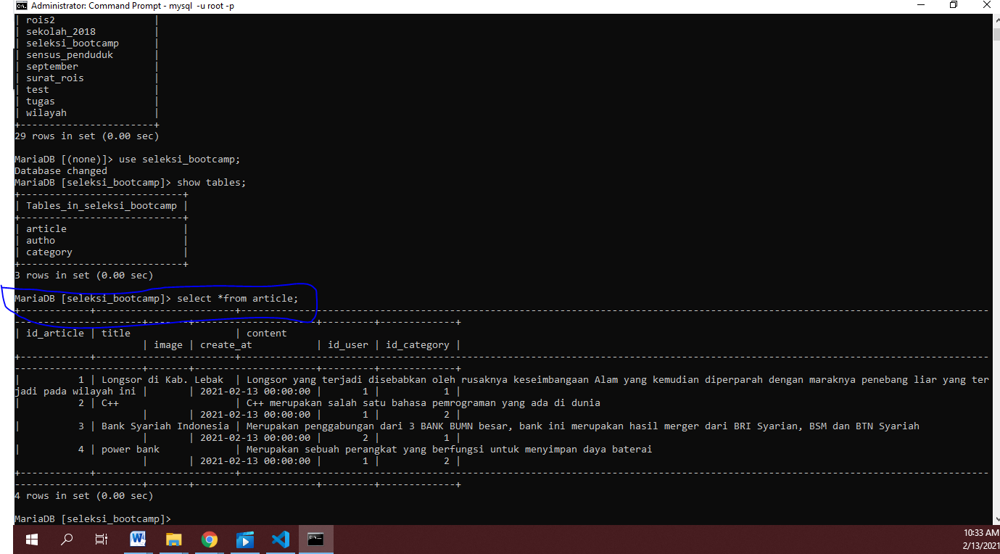 Administrator: Command Prompt - mysql -u root -p
| rois2                 |
| sekolah_2018          |
| seleksi_bootcamp      |
| sensus_penduduk       |
| september             |
| surat_rois            |
| test                  |
| tugas                 |
| wilayah               |
+-----------------------+
29 rows in set (0.00 sec)
MariaDB [(none)]> use seleksi_bootcamp;
Database changed
MariaDB [seleksi_bootcamp]> show tables;
+----------------------------+
| Tables_in_seleksi_bootcamp |
+----------------------------+
| article                    |
| autho                      |
| category                   |
+----------------------------+
3 rows in set (0.00 sec)
MariaDB [seleksi_bootcamp]> select *from article;
| id_article | title                  | content
                      | image | create_at           | id_user | id_category |
|          1 | Longsor di Kab. Lebak  | Longsor yang terjadi disebabkan oleh rusaknya keseimbangaan Alam yang kemudian diperparah dengan maraknya penebang liar yang ter
jadi pada wilayah ini |       | 2021-02-13 00:00:00 |       1 |           1 |
|          2 | C++                    | C++ merupakan salah satu bahasa pemrograman yang ada di dunia
                      |       | 2021-02-13 00:00:00 |       1 |           2 |
|          3 | Bank Syariah Indonesia | Merupakan penggabungan dari 3 BANK BUMN besar, bank ini merupakan hasil merger dari BRI Syarian, BSM dan BTN Syariah
                      |       | 2021-02-13 00:00:00 |       2 |           1 |
|          4 | power bank             | Merupakan sebuah perangkat yang berfungsi untuk menyimpan daya baterai
                      |       | 2021-02-13 00:00:00 |       1 |           2 |
4 rows in set (0.00 sec)
MariaDB [seleksi_bootcamp]>
10:33 AM
2/13/2021